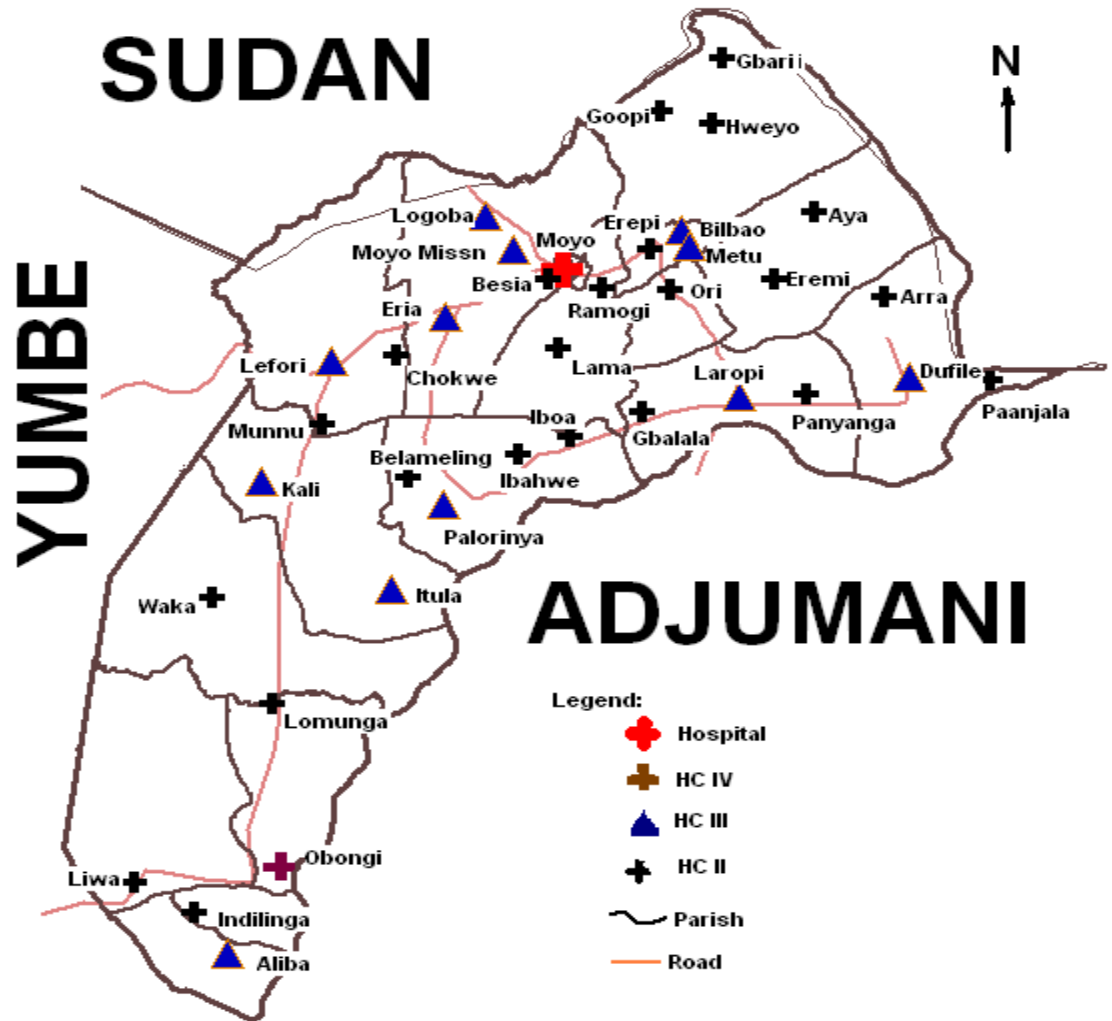 SUDAN
Gbarii
N
Goopi
Hweyo
Logoba
Erepi
Bilbao
Aya
Moyo Missn
Moyo
Metu
Besia
Eremi
YUMBE
Eria
Ramogi
Ori
Arra
Lefori
Chokwe
Lama
Laropi
Dufile
Munnu
Iboa
Gbalala
Panyanga
Paanjala
Belameling
Ibahwe
Kali
Palorinya
Waka
Itula
ADJUMANI
Lomunga
Legend:
Hospital
HC IV
HC III
Obongi
HC II
Liwa
Indilinga
Parish
Aliba
Road